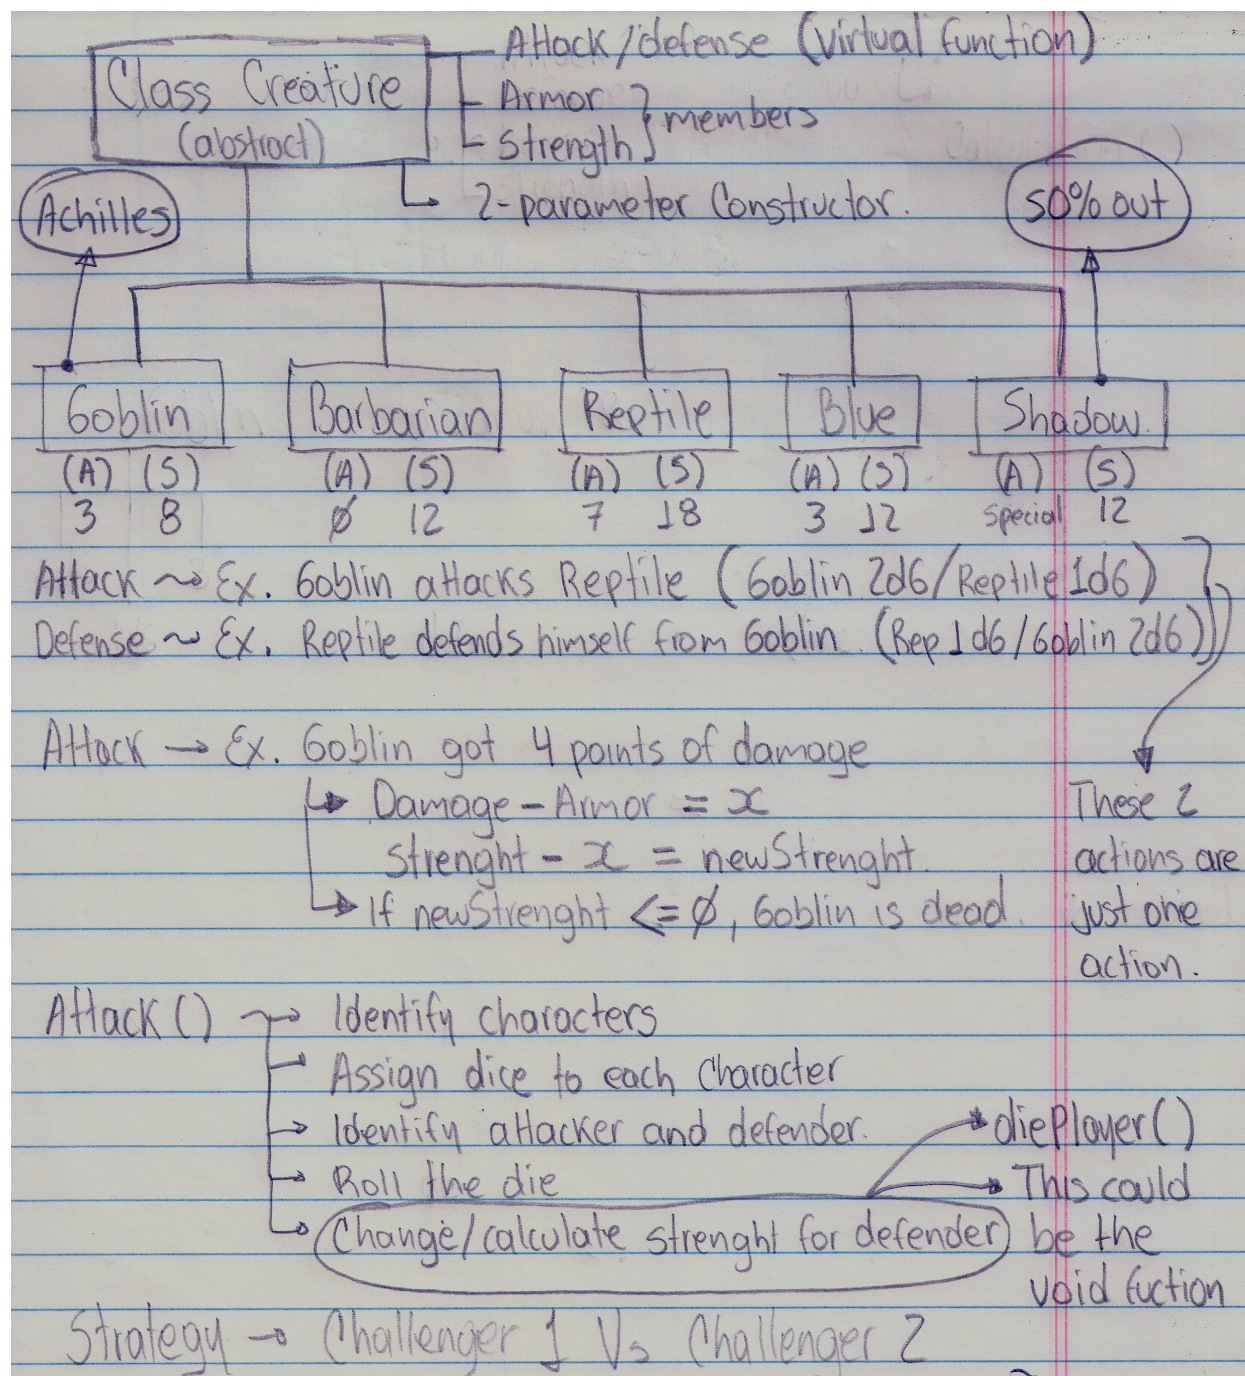 Attack/defense (virtual function)
Class Creature
(abstract)
Armor
Strength
members
2-parameter Constructor.
Achilles
50% out
Goblin Barbarian Reptile Blue Shadow.
(A) (S) (A) (S) (A) (S) (A) (S) (A) (S)
3 8 Ø 12 7 18 3 12 special 12
Attack ~> Ex. Goblin attacks Reptile (Goblin 2d6/Reptile 1d6)
Defense ~ Ex. Reptile defends himself from Goblin. (Rep 1d6/Goblin 2d6)
Attack → Ex. Goblin got 4 points of damage
Damage - Armor = x
Strenght - x = newStrenght.
If newStrenght <= Ø, Goblin is dead.
These 2
actions are
just one
action.
Attack() → Identify characters
Assign dice to each Character
Identify attacker and defender.
Roll the die
Change/calculate strenght for defender
diePlayer()
This could
be the
void fuction
Strategy → Challenger 1 Vs Challenger 2